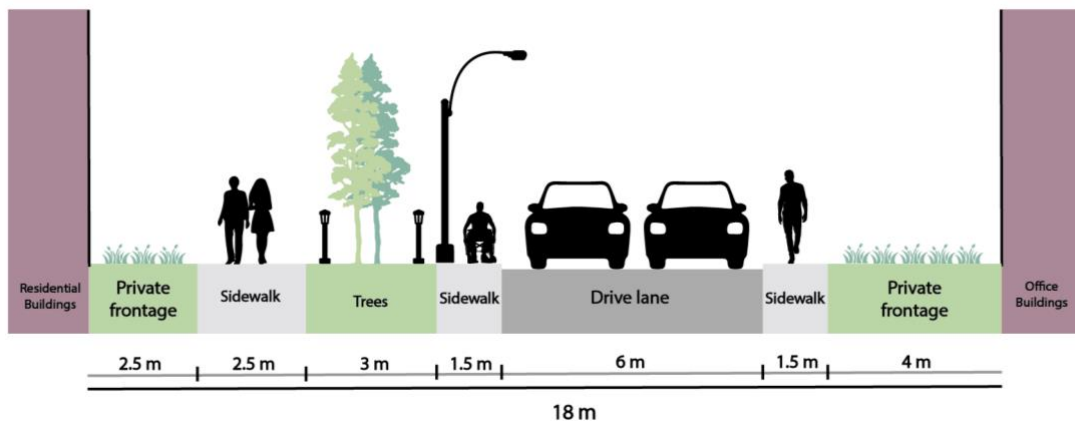 Residential
Buildings
Private
frontage
Sidewalk
Trees
Sidewalk
Drive lane
Sidewalk
Private
frontage
Office
Buildings
2.5 m
2.5 m
3 m
1.5 m
6 m
1.5 m
4 m
18 m